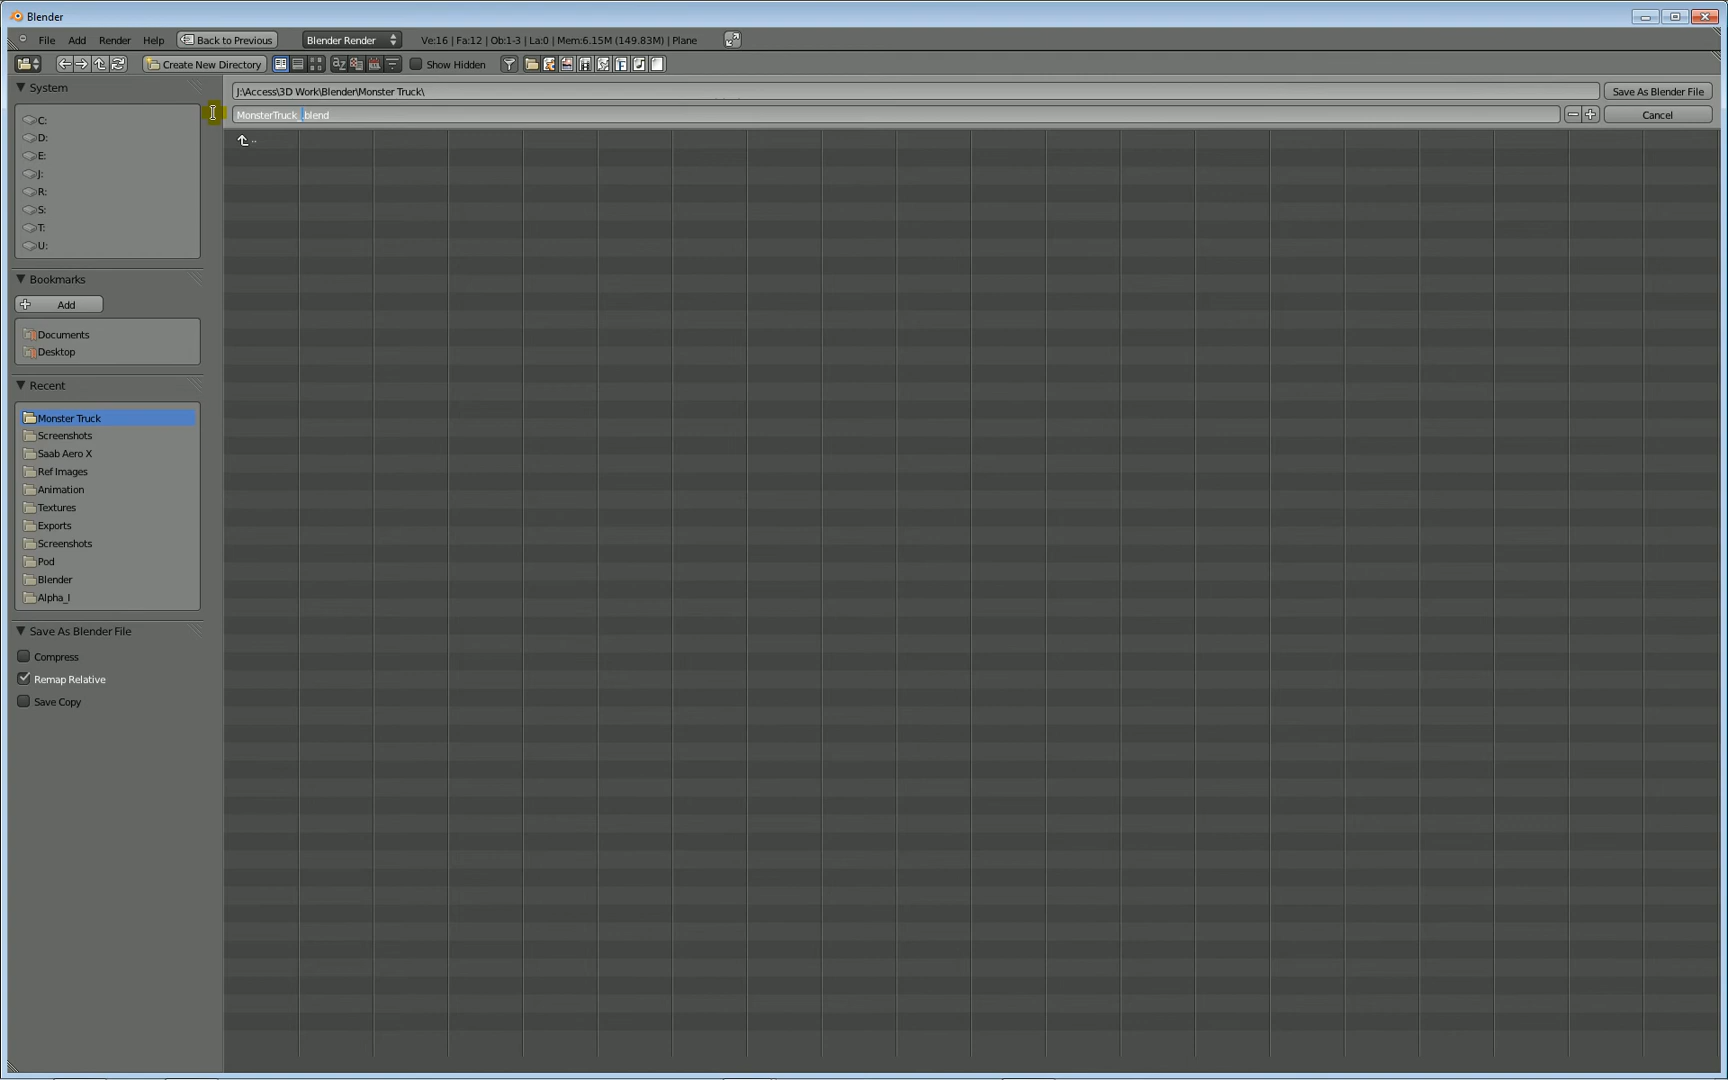 Blender
File Add Render Help Back to Previous Blender Render Ve:16 | Fa:12 | Ob:1-3 | La:0 | Mem:6.15M (149.83M) | Plane
Create New Directory Show Hidden
System
J:\Access\3D Work\Blender\Monster Truck\ Save As Blender File
MonsterTruck_.blend Cancel
C:
..
D:
E:
J:
R:
S:
T:
U:
Bookmarks
Add
Documents
Desktop
Recent
Monster Truck
Screenshots
Saab Aero X
Ref Images
Animation
Textures
Exports
Screenshots
Pod
Blender
Alpha_I
Save As Blender File
Compress
Remap Relative
Save Copy